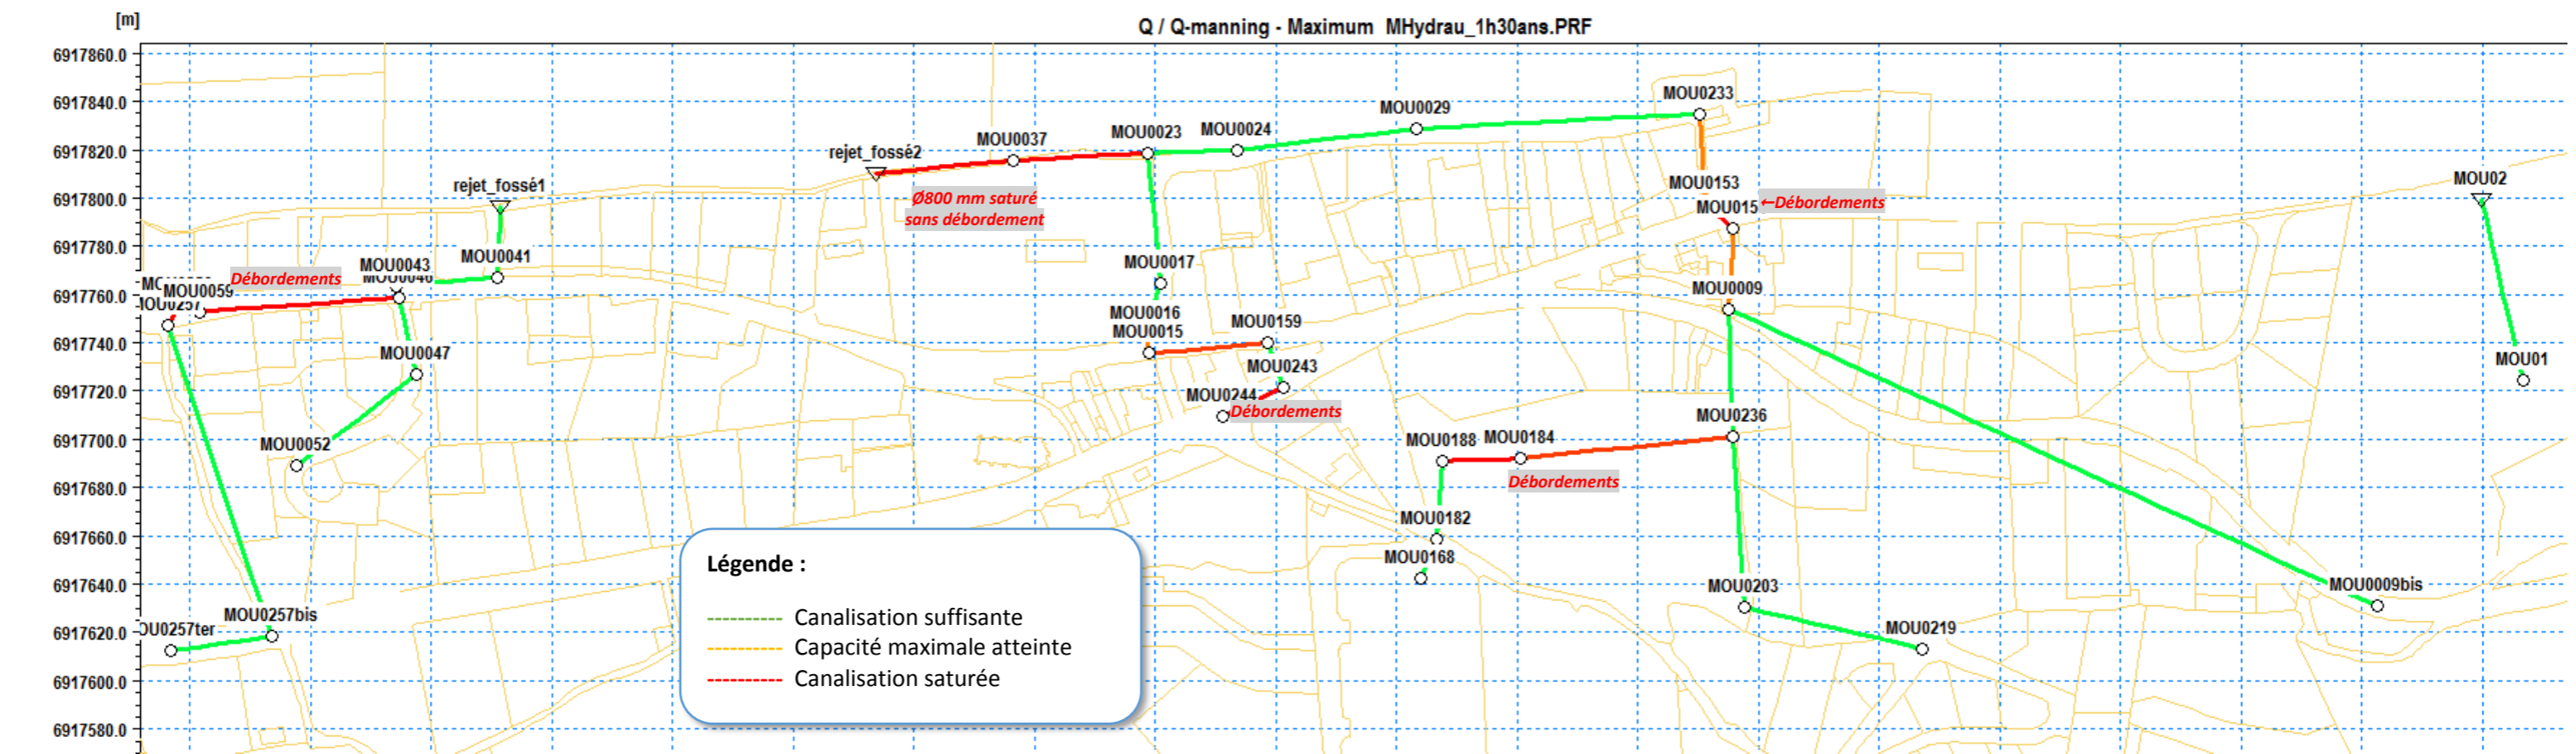 [m]
Q / Q-manning - Maximum MHydrau_1h30ans.PRF
6917860.0
6917840.0
6917820.0
6917800.0
6917780.0
6917760.0
6917740.0
6917720.0
6917700.0
6917680.0
6917660.0
6917640.0
6917620.0
6917600.0
6917580.0
MOU0233
MOU0029
MOU0023
MOU0024
MOU0037
rejet_fossé2
rejet_fossé1
MOU0153
MOU02
Ø800 mm saturé
sans débordement
MOU015
←Débordements
MOU0041
MOU0043
MOU0017
Débordements
MOU0059
MOU0009
MOU0016
MOU0015
MOU0159
MOU0047
MOU01
MOU0243
MOU0244
Débordements
MOU0236
MOU0052
MOU0188
MOU0184
Débordements
MOU0182
MOU0168
MOU0203
MOU0009bis
MOU0257bis
OU0257ter
MOU0219
Légende :
Canalisation suffisante
Capacité maximale atteinte
Canalisation saturée